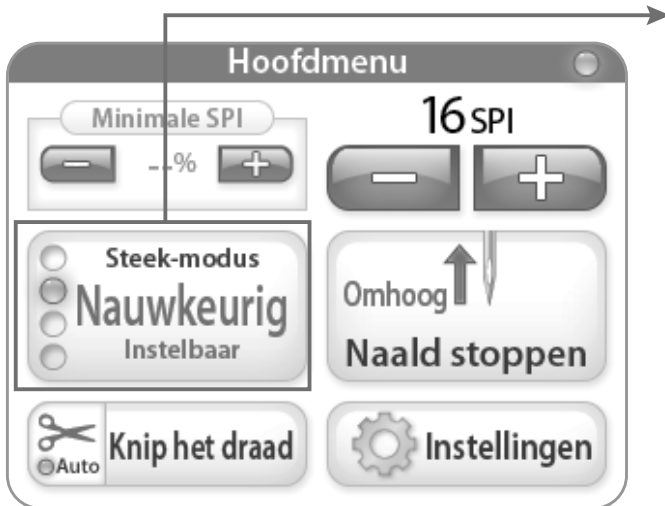 Hoofdmenu
Minimale SPI
--%
16 SPI
Steek-modus
Nauwkeurig
Instelbaar
Omhoog
Naald stoppen
Auto
Knip het draad
Instellingen